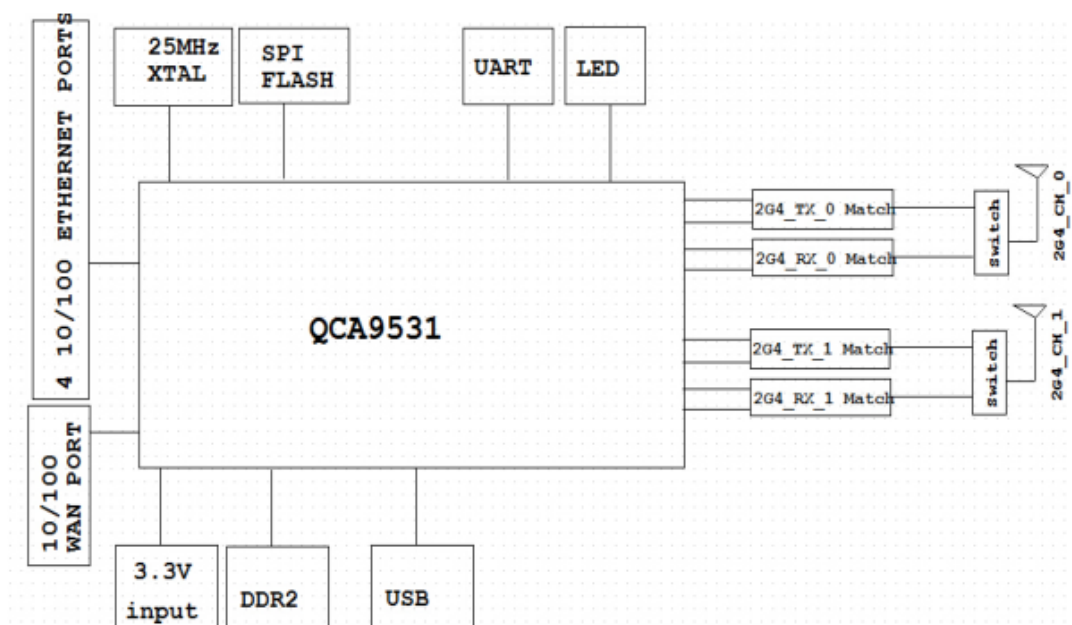 4 10/100 ETHERNET PORTS
25MHz
XTAL
SPI
FLASH
UART
LED
2G4_TX_0 Match
2G4_RX_0 Match
Switch
2G4_CH_0
QCA9531
2G4_TX_1 Match
2G4_RX_1 Match
Switch
2G4_CH_1
10/100
WAN PORT
3.3V
input
DDR2
USB